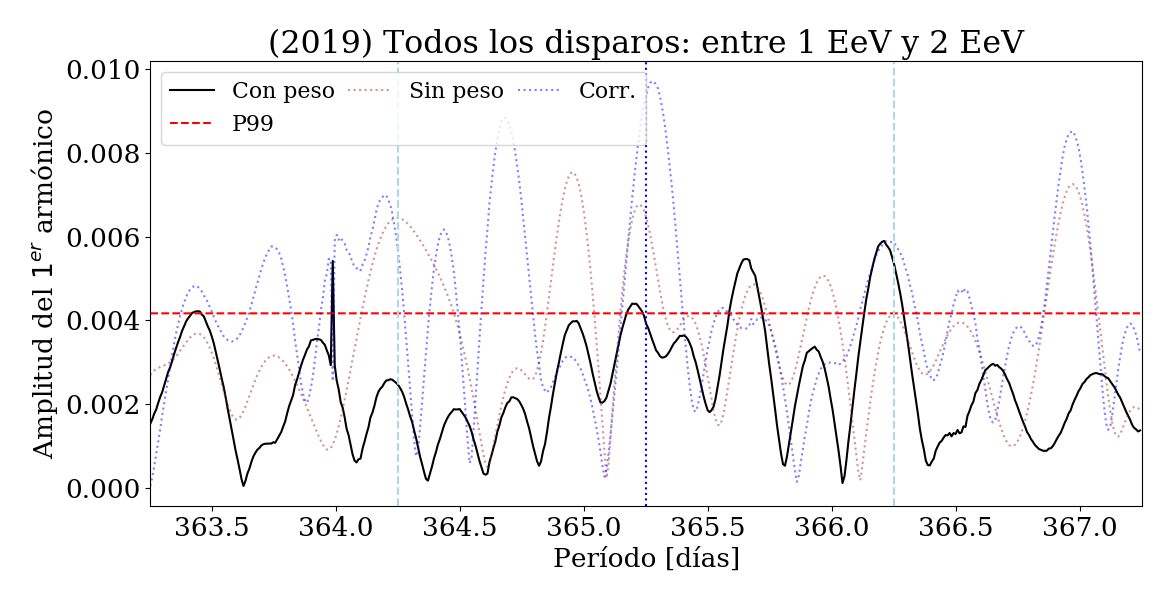 (2019) Todos los disparos: entre 1 EeV y 2 EeV
Con peso
Sin peso
Corr.
P99
Amplitud del 1^{er} armónico
0.010
0.008
0.006
0.004
0.002
0.000
363.5 364.0 364.5 365.0 365.5 366.0 366.5 367.0
Período [días]